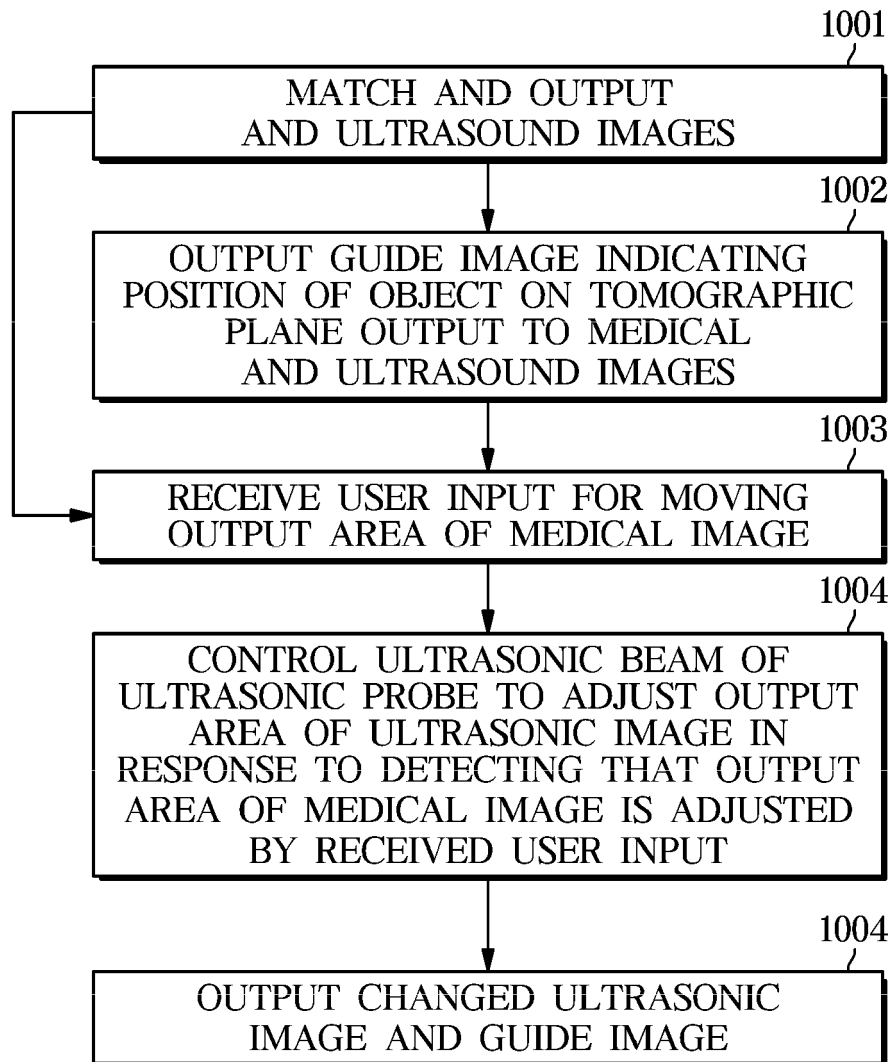 1001
MATCH AND OUTPUT
AND ULTRASOUND IMAGES
1002
OUTPUT GUIDE IMAGE INDICATING
POSITION OF OBJECT ON TOMOGRAPHIC
PLANE OUTPUT TO MEDICAL
AND ULTRASOUND IMAGES
1003
RECEIVE USER INPUT FOR MOVING
OUTPUT AREA OF MEDICAL IMAGE
1004
CONTROL ULTRASONIC BEAM OF
ULTRASONIC PROBE TO ADJUST OUTPUT
AREA OF ULTRASONIC IMAGE IN
RESPONSE TO DETECTING THAT OUTPUT
AREA OF MEDICAL IMAGE IS ADJUSTED
BY RECEIVED USER INPUT
1004
OUTPUT CHANGED ULTRASONIC
IMAGE AND GUIDE IMAGE